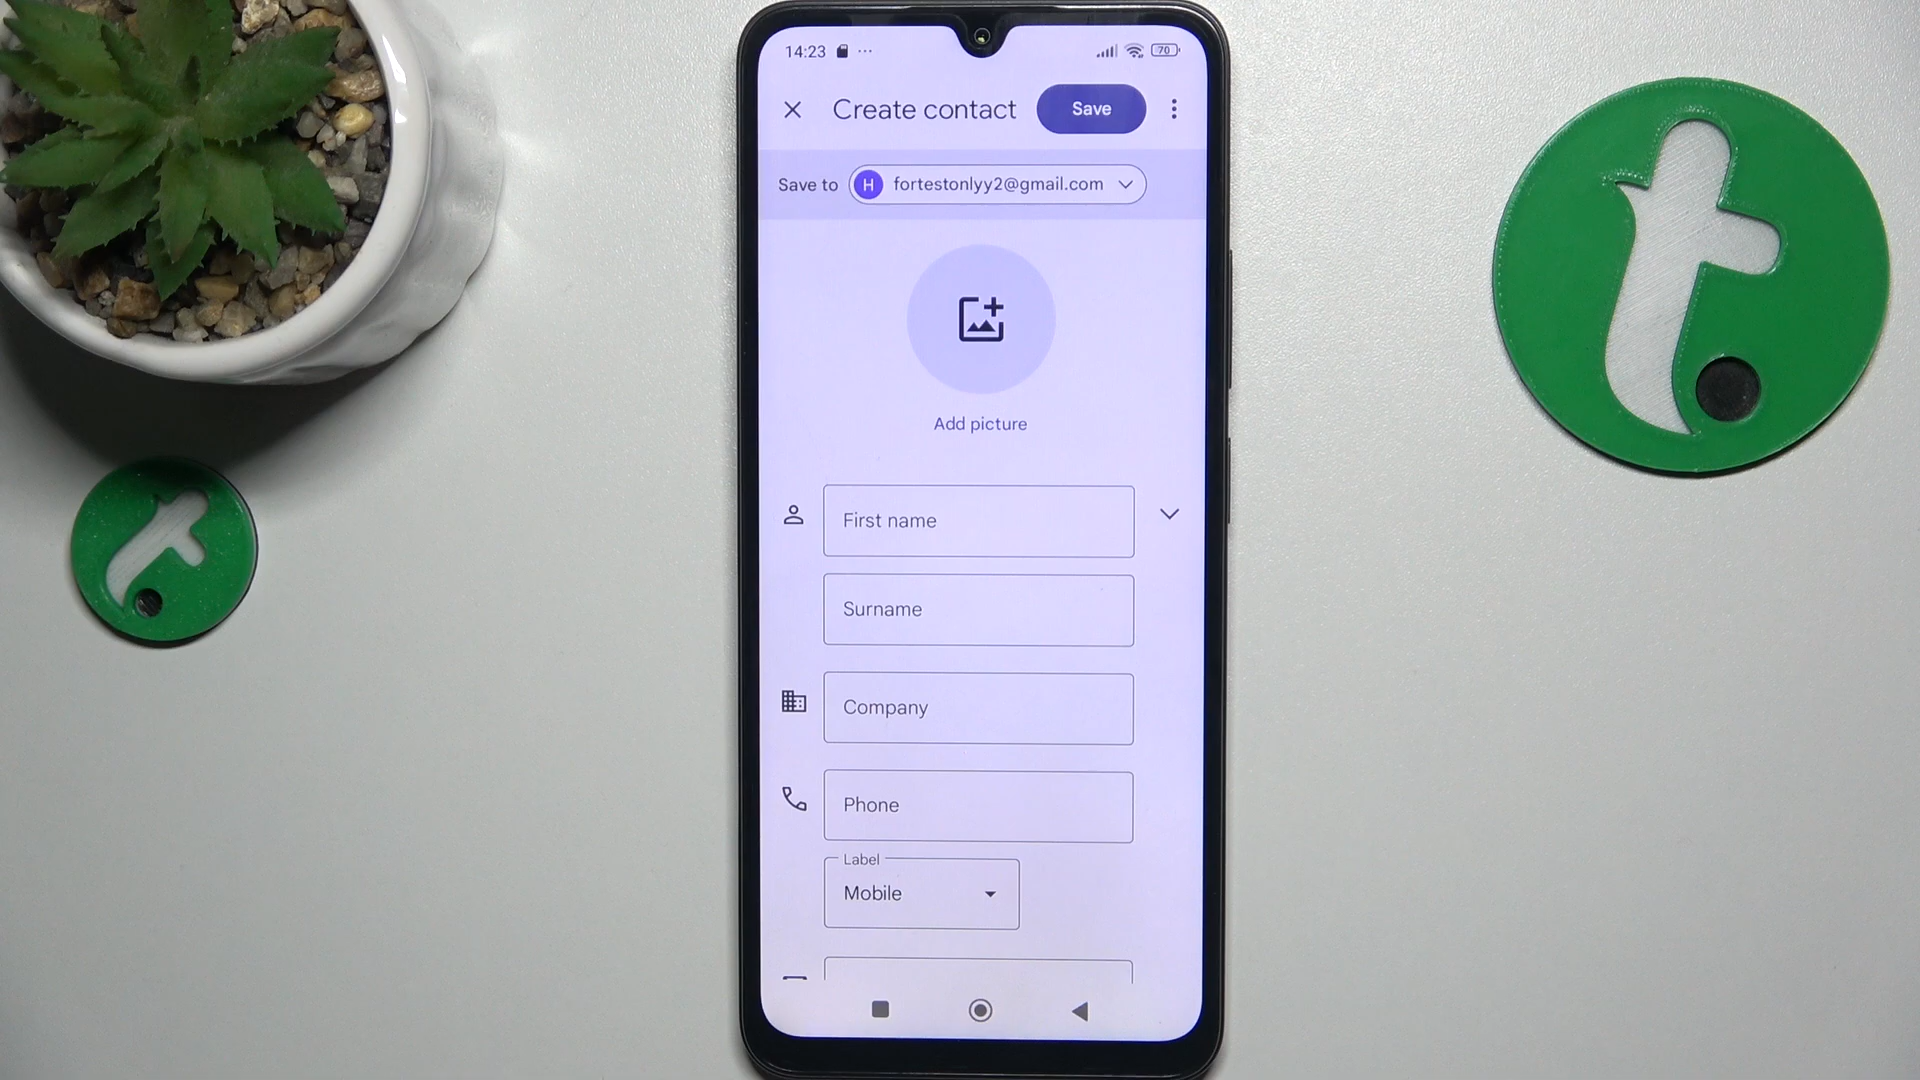 14:23 ... 70
Create contact Save
Save to H fortestonlyy2@gmail.com
Add picture
First name
Surname
Company
Phone
Label
Mobile